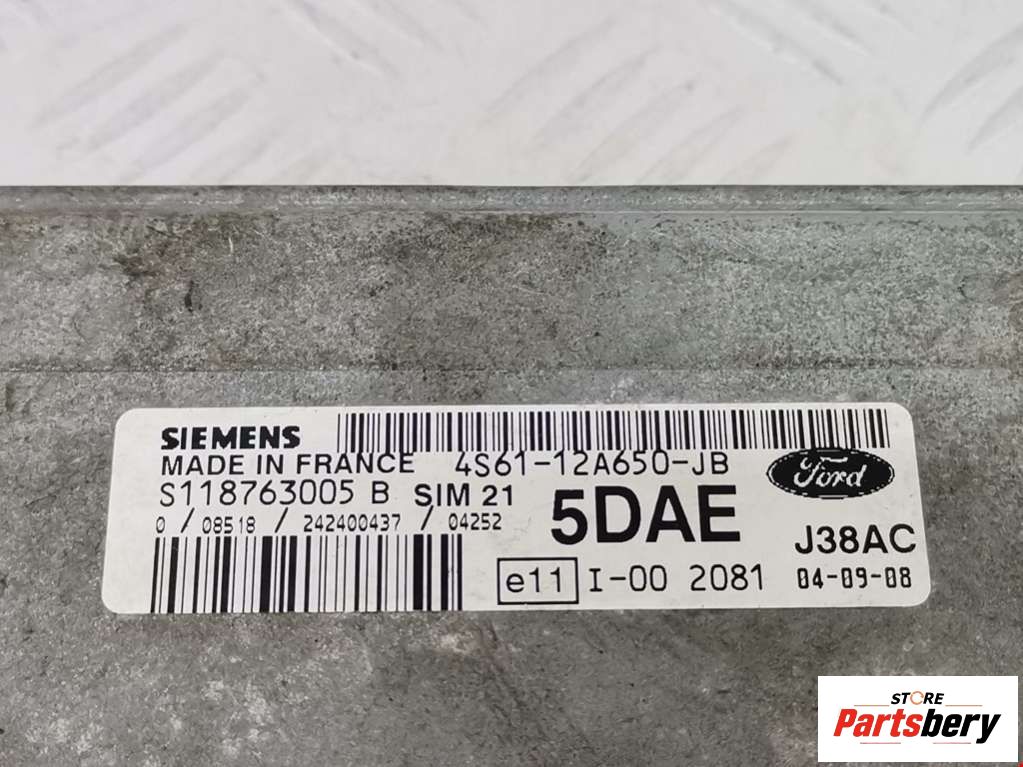 SIEMENS
MADE IN FRANCE 4S61-12A650-JB
S118763005 B SIM 21
0 / 08518 / 242400437 / 04252
5DAE
Ford
J38AC
e11 I-00 2081 04-09-08
STORE
Partsbery